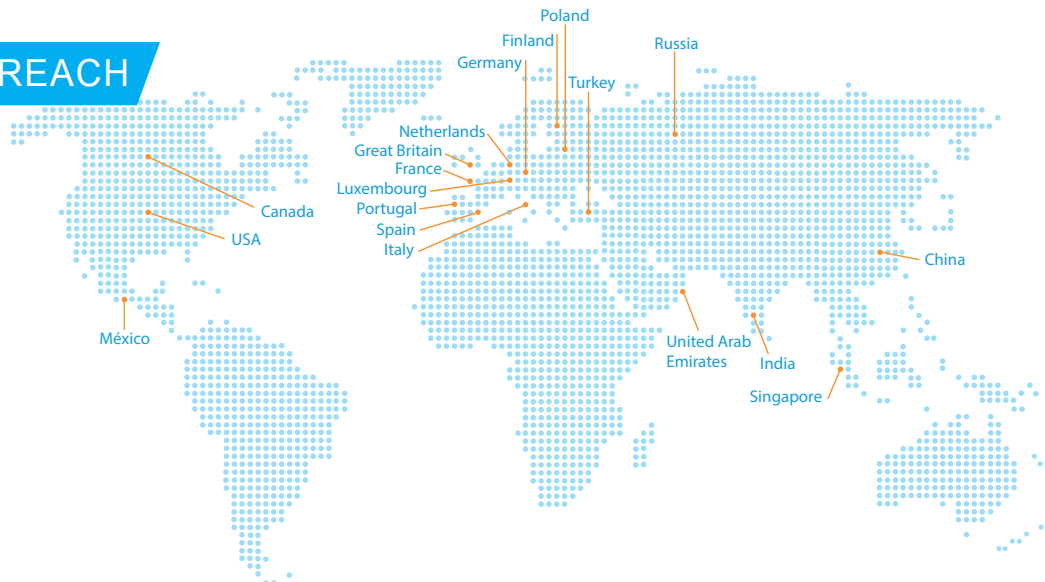 REACH
Poland
Finland
Russia
Germany
Turkey
Netherlands
Great Britain
France
Luxembourg
Portugal
Spain
Italy
Canada
USA
China
México
United Arab
Emirates
India
Singapore